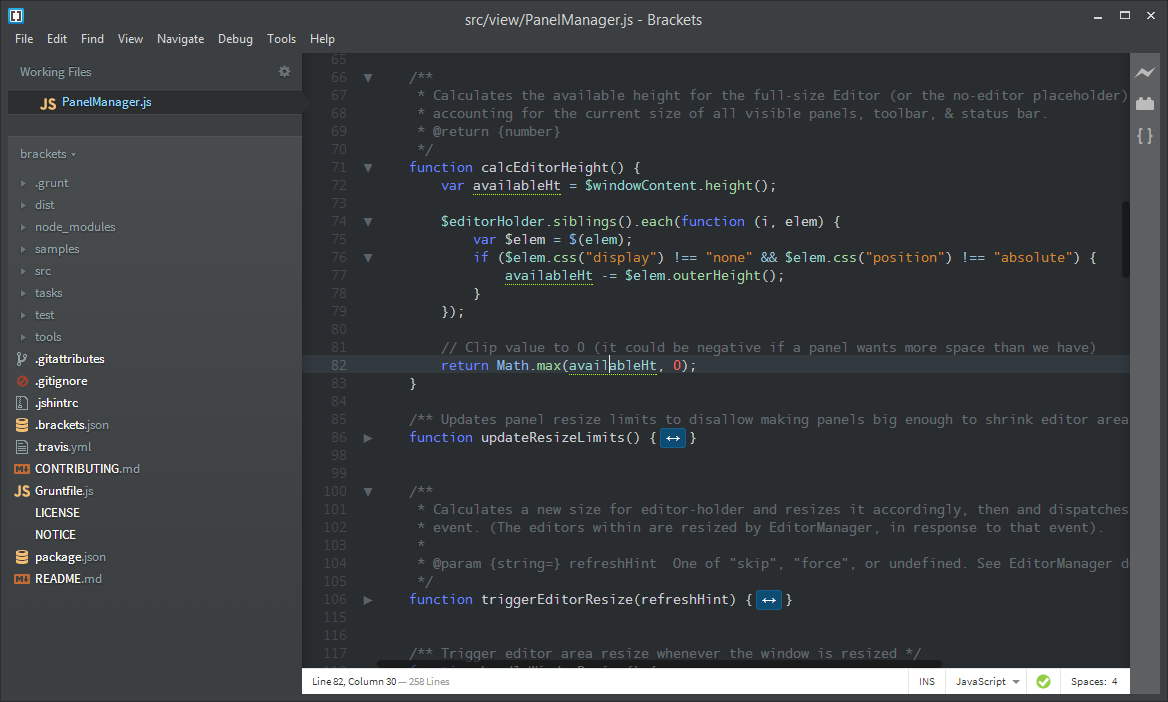 src/view/PanelManager.js - Brackets
File Edit Find View Navigate Debug Tools Help
Working Files
JS PanelManager.js
brackets
.grunt
dist
node_modules
samples
src
tasks
test
tools
.gitattributes
.gitignore
.jshintrc
.brackets.json
.travis.yml
CONTRIBUTING.md
JS Gruntfile.js
LICENSE
NOTICE
package.json
README.md
65
66 /**
67 * Calculates the available height for the full-size Editor (or the no-editor placeholder)
68 * accounting for the current size of all visible panels, toolbar, & status bar.
69 * @return {number}
70 */
71 function calcEditorHeight() {
72 var availableHt = $windowContent.height();
73
74 $editorHolder.siblings().each(function (i, elem) {
75 var $elem = $(elem);
76 if ($elem.css("display") !== "none" && $elem.css("position") !== "absolute") {
77 availableHt -= $elem.outerHeight();
78 }
79 });
80
81 // Clip value to 0 (it could be negative if a panel wants more space than we have)
82 return Math.max(availableHt, 0);
83 }
84
85 /** Updates panel resize limits to disallow making panels big enough to shrink editor area
86 function updateResizeLimits() { ↔ }
98
99
100 /**
101 * Calculates a new size for editor-holder and resizes it accordingly, then and dispatches
102 * event. (The editors within are resized by EditorManager, in response to that event).
103 *
104 * @param {string=} refreshHint One of "skip", "force", or undefined. See EditorManager d
105 */
106 function triggerEditorResize(refreshHint) { ↔ }
115
116
117 /** Trigger editor area resize whenever the window is resized */
Line 82, Column 30 — 258 Lines
INS JavaScript Spaces: 4